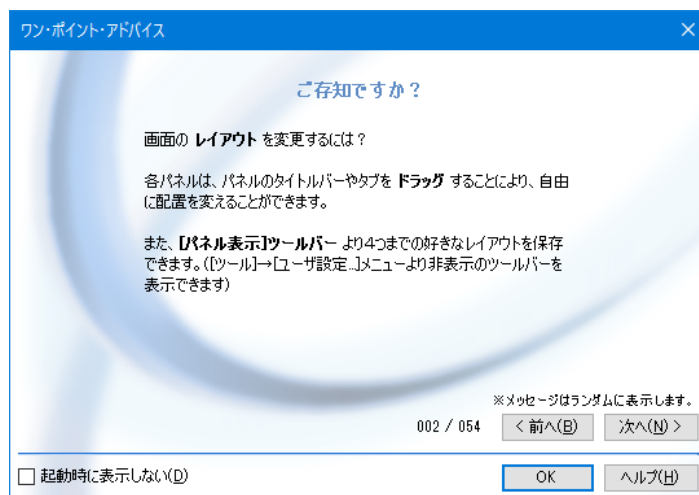 ワン・ポイント・アドバイス
ご存知ですか？
画面の レイアウト を変更するには？
各パネルは、パネルのタイトルバーやタブを ドラッグ することにより、自由
に配置を変えることができます。
また、[パネル表示]ツールバー より4つまでの好きなレイアウトを保存
できます。([ツール]→[ユーザ設定...]メニューより非表示のツールバーを
表示できます)
※メッセージはランダムに表示します。
002 / 054 < 前へ(B) 次へ(N) >
起動時に表示しない(D) OK ヘルプ(H)